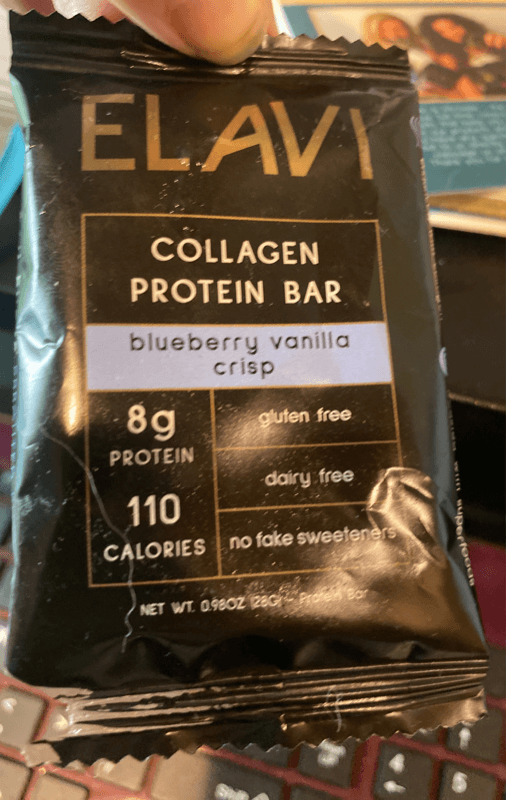 ELAVI
COLLAGEN
PROTEIN BAR
blueberry vanilla
crisp
8g
PROTEIN
110
CALORIES
gluten free
dairy free
no fake sweeteners
NET WT. 0.98OZ (28G) - Protein Bar